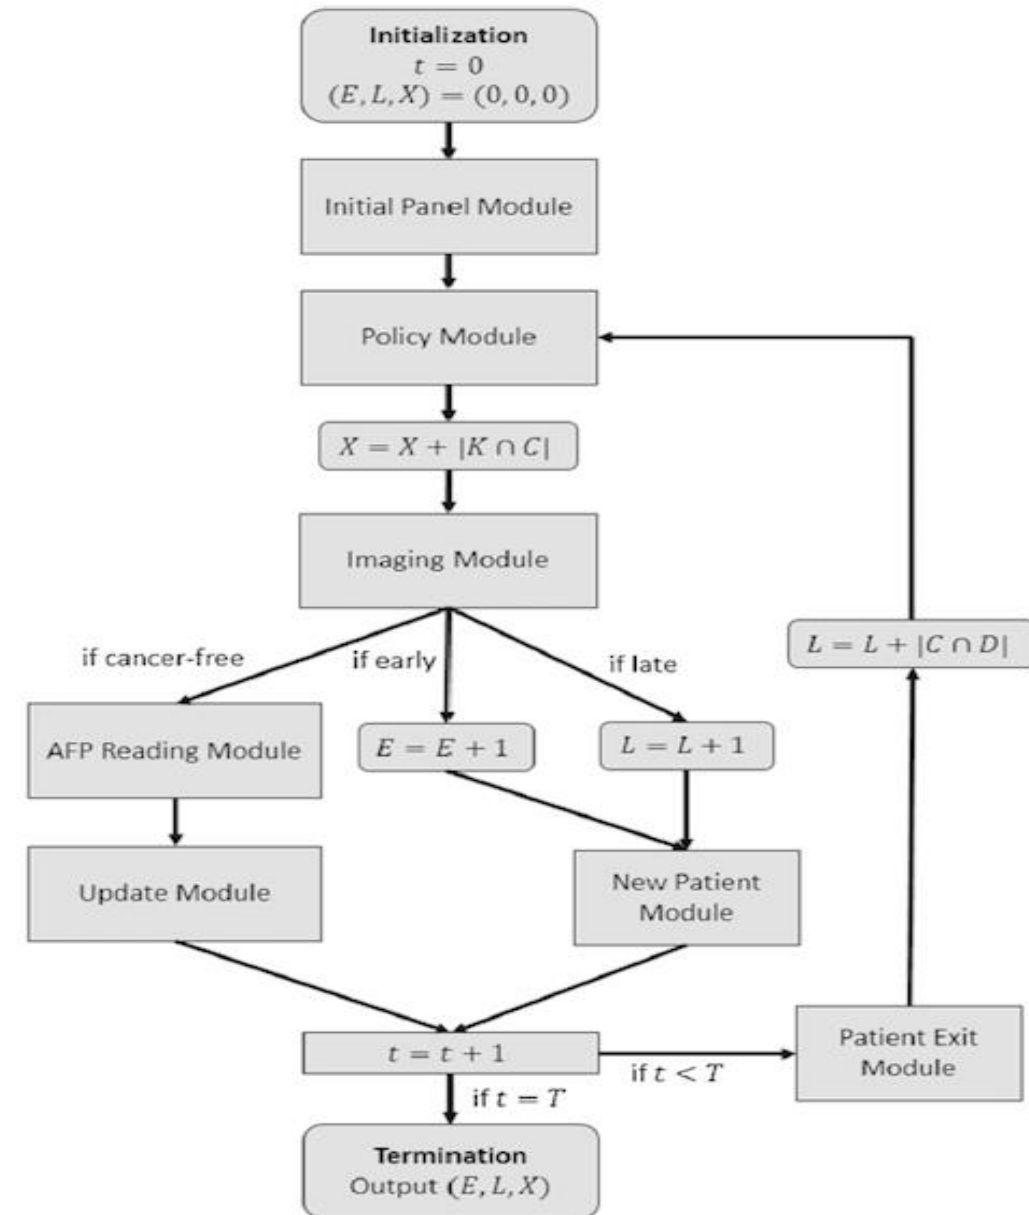 Initialization
t = 0
(E, L, X) = (0, 0, 0)
Initial Panel Module
Policy Module
X = X + |K ∩ C|
Imaging Module
if cancer-free
if early
if late
L = L + |C ∩ D|
AFP Reading Module
E = E + 1
L = L + 1
Update Module
New Patient
Module
t = t + 1
if t < T
Patient Exit
Module
if t = T
Termination
Output (E, L, X)